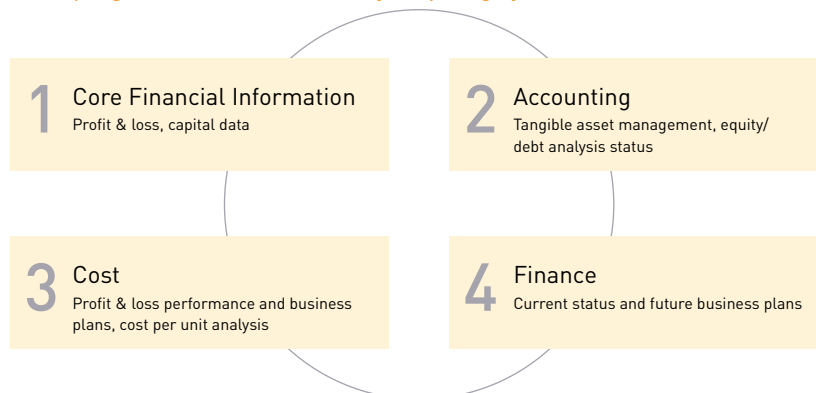 1
Core Financial Information
Profit & loss, capital data
2
Accounting
Tangible asset management, equity/
debt analysis status
3
Cost
Profit & loss performance and business
plans, cost per unit analysis
4
Finance
Current status and future business plans